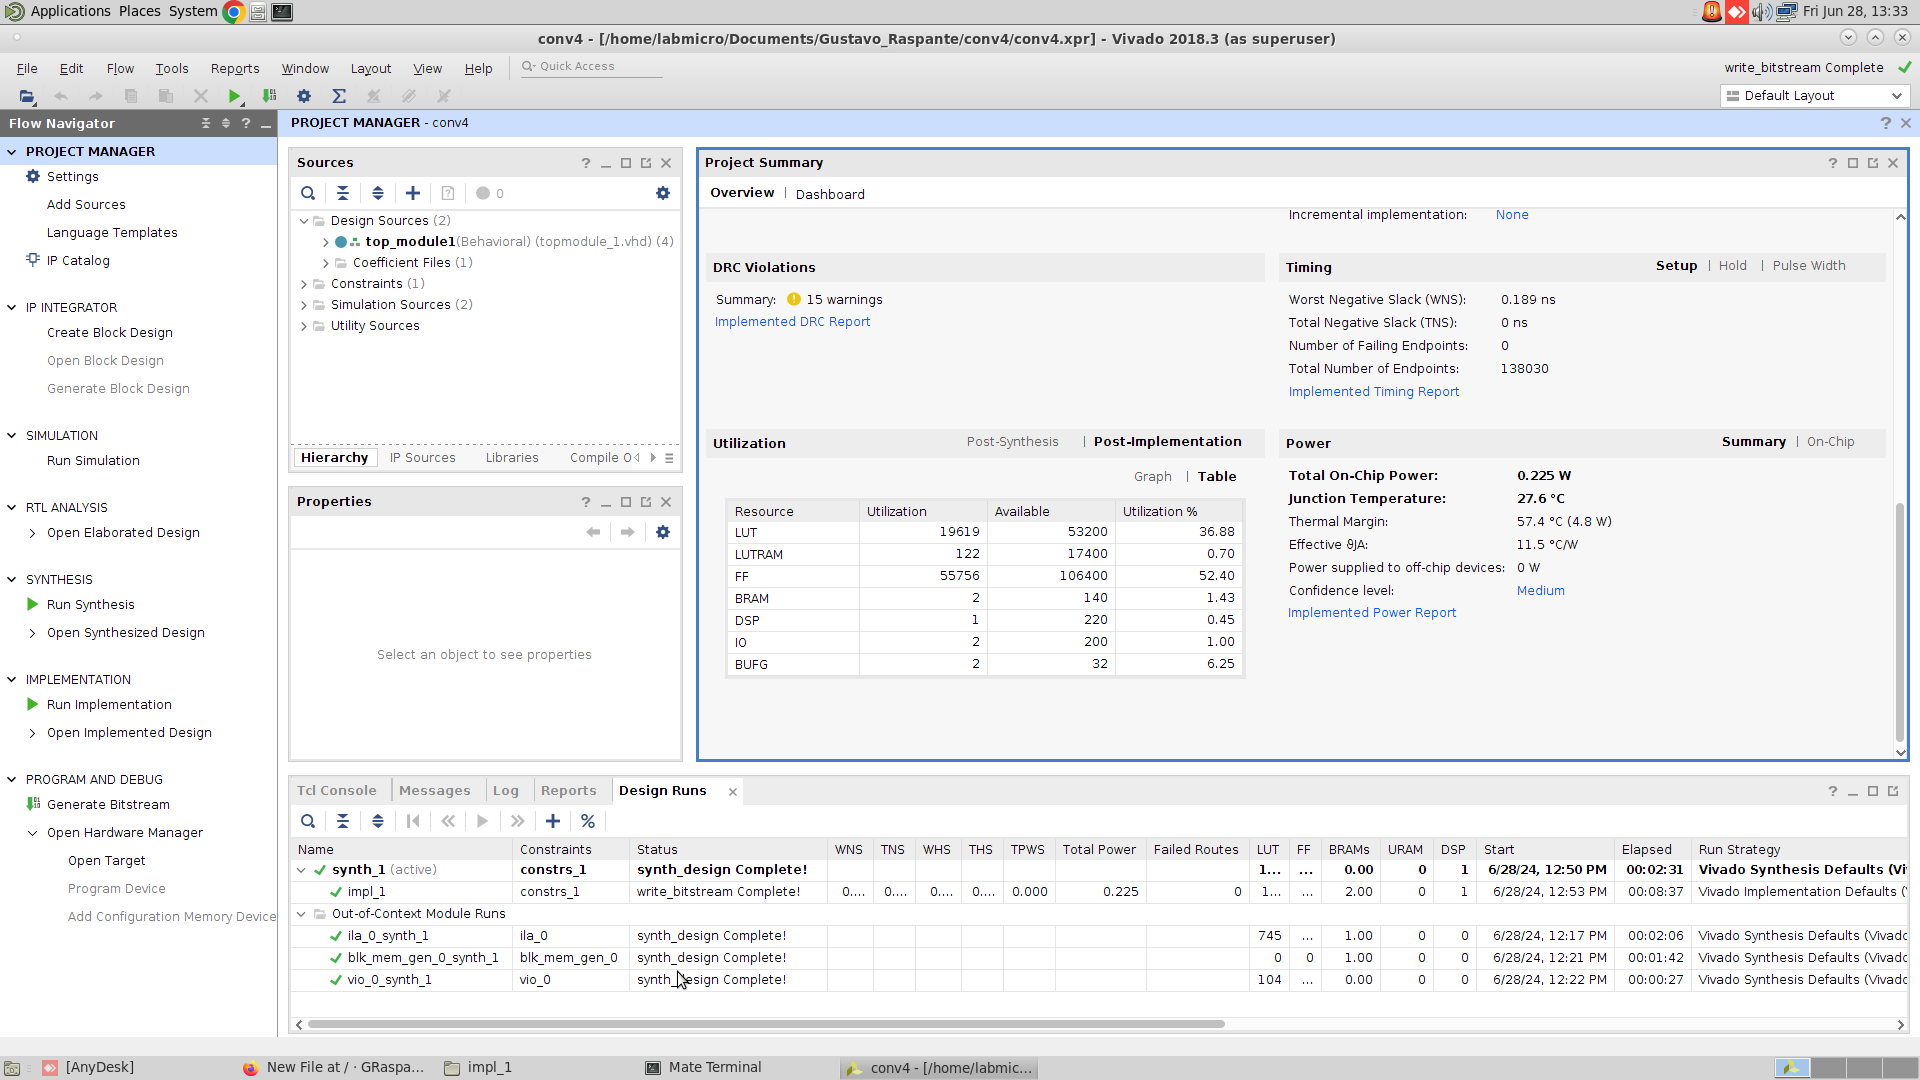 Applications Places System
Fri Jun 28, 13:33
conv4 - [/home/labmicro/Documents/Gustavo_Raspante/conv4/conv4.xpr] - Vivado 2018.3 (as superuser)
File Edit Flow Tools Reports Window Layout View Help
Quick Access
write_bitstream Complete
Default Layout
Flow Navigator
PROJECT MANAGER
Settings
Add Sources
Language Templates
IP Catalog
IP INTEGRATOR
Create Block Design
Open Block Design
Generate Block Design
SIMULATION
Run Simulation
RTL ANALYSIS
Open Elaborated Design
SYNTHESIS
Run Synthesis
Open Synthesized Design
IMPLEMENTATION
Run Implementation
Open Implemented Design
PROGRAM AND DEBUG
Generate Bitstream
Open Hardware Manager
Open Target
Program Device
Add Configuration Memory Device
PROJECT MANAGER - conv4
Sources
0
Design Sources (2)
top_module1(Behavioral) (topmodule_1.vhd) (4)
Coefficient Files (1)
Constraints (1)
Simulation Sources (2)
Utility Sources
Hierarchy IP Sources Libraries Compile O
Properties
Select an object to see properties
Project Summary
Overview | Dashboard
Incremental implementation: None
DRC Violations
Summary: 15 warnings
Implemented DRC Report
Timing Setup | Hold | Pulse Width
Worst Negative Slack (WNS): 0.189 ns
Total Negative Slack (TNS): 0 ns
Number of Failing Endpoints: 0
Total Number of Endpoints: 138030
Implemented Timing Report
Utilization Post-Synthesis | Post-Implementation
Graph | Table
Resource Utilization Available Utilization %
LUT 19619 53200 36.88
LUTRAM 122 17400 0.70
FF 55756 106400 52.40
BRAM 2 140 1.43
DSP 1 220 0.45
IO 2 200 1.00
BUFG 2 32 6.25
Power Summary | On-Chip
Total On-Chip Power: 0.225 W
Junction Temperature: 27.6 °C
Thermal Margin: 57.4 °C (4.8 W)
Effective ϑJA: 11.5 °C/W
Power supplied to off-chip devices: 0 W
Confidence level: Medium
Implemented Power Report
Tcl Console Messages Log Reports Design Runs
Name Constraints Status WNS TNS WHS THS TPWS Total Power Failed Routes LUT FF BRAMs URAM DSP Start Elapsed Run Strategy
synth_1 (active) constrs_1 synth_design Complete! 1... ... 0.00 0 1 6/28/24, 12:50 PM 00:02:31 Vivado Synthesis Defaults (Vi
impl_1 constrs_1 write_bitstream Complete! 0.... 0.... 0.... 0.... 0.000 0.225 0 1... ... 2.00 0 1 6/28/24, 12:53 PM 00:08:37 Vivado Implementation Defaults (
Out-of-Context Module Runs
ila_0_synth_1 ila_0 synth_design Complete! 745 ... 1.00 0 0 6/28/24, 12:17 PM 00:02:06 Vivado Synthesis Defaults (Vivado
blk_mem_gen_0_synth_1 blk_mem_gen_0 synth_design Complete! 0 0 1.00 0 0 6/28/24, 12:21 PM 00:01:42 Vivado Synthesis Defaults (Vivado
vio_0_synth_1 vio_0 synth_design Complete! 104 ... 0.00 0 0 6/28/24, 12:22 PM 00:00:27 Vivado Synthesis Defaults (Vivado
[AnyDesk] New File at / · GRaspa... impl_1 Mate Terminal conv4 - [/home/labmic...